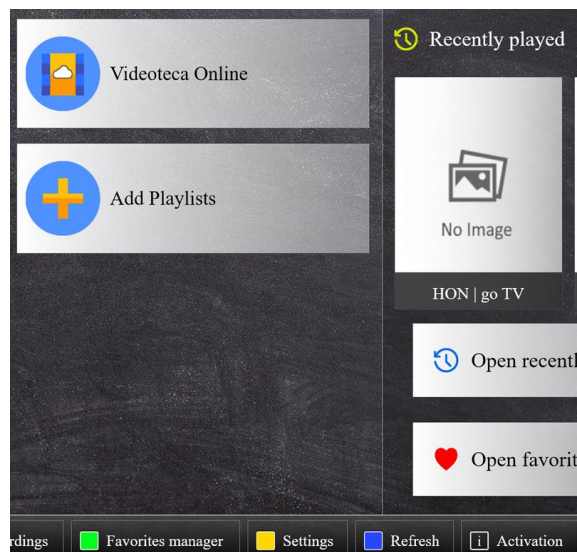 Videoteca Online
Add Playlists
Recently played
No Image
HON | go TV
Open recentl
Open favorit
rdings
Favorites manager
Settings
Refresh
i Activation